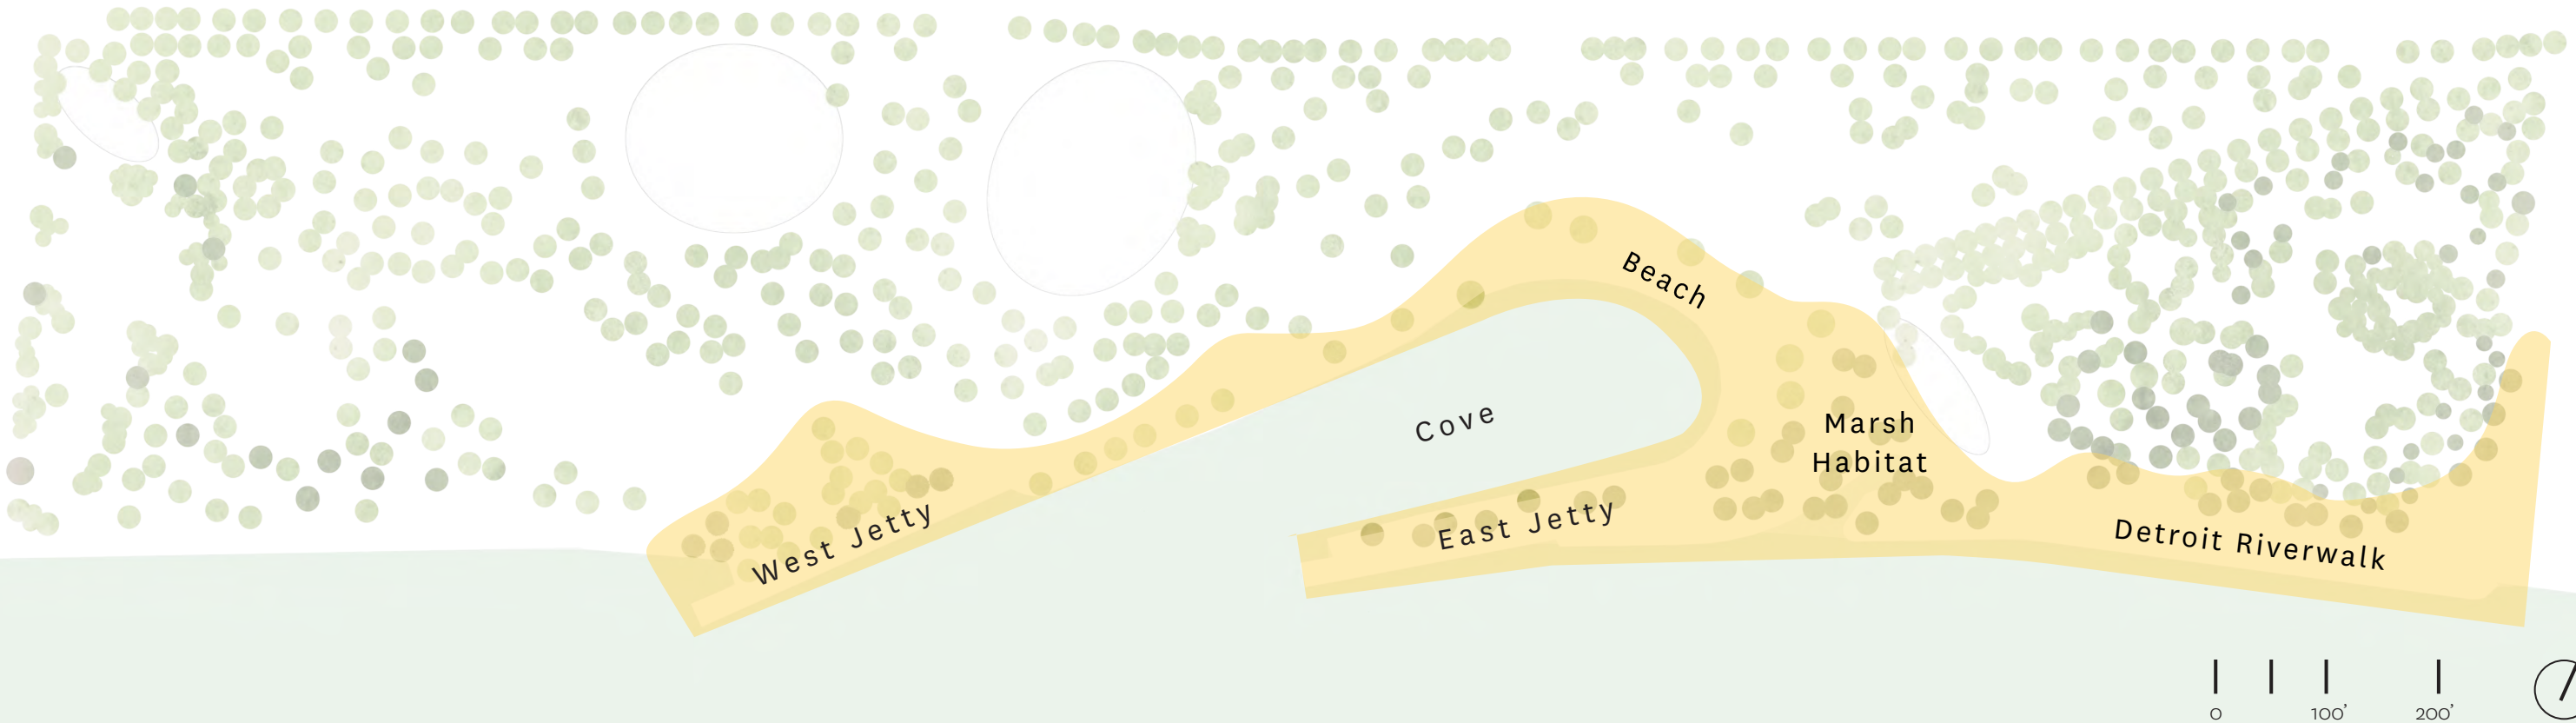 Beach
Cove
Marsh
Habitat
West Jetty
East Jetty
Detroit Riverwalk
0 100’ 200’